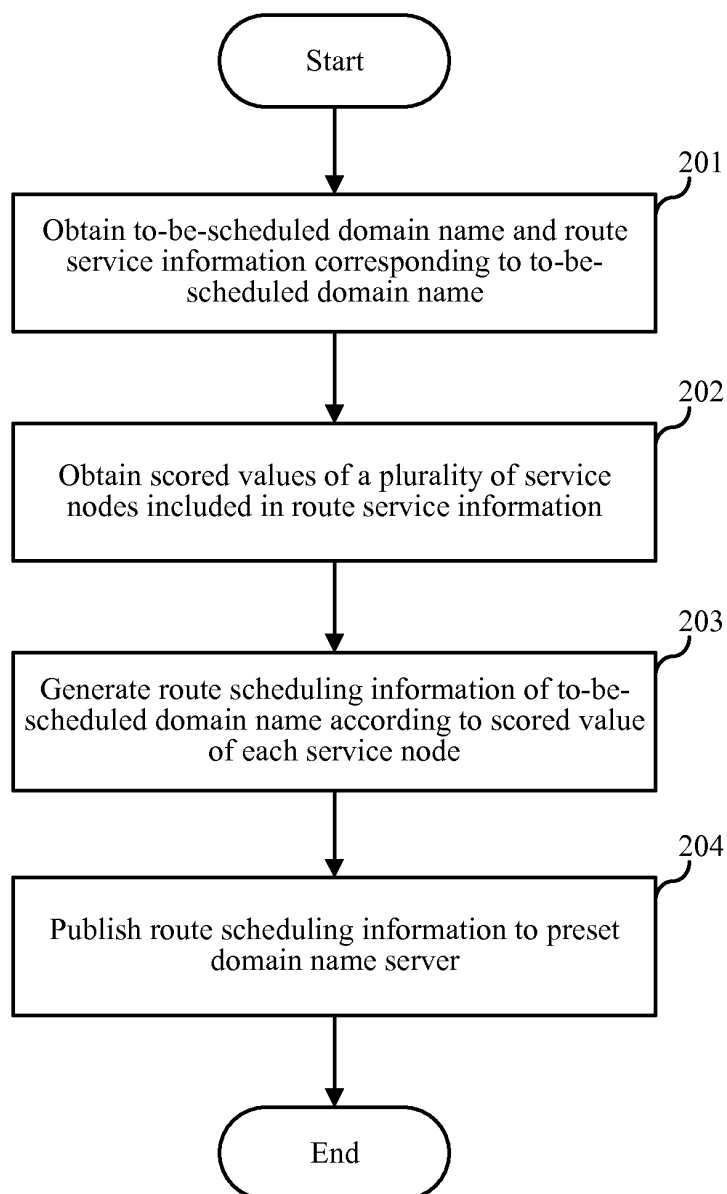 Start
201
Obtain to-be-scheduled domain name and route
service information corresponding to to-be-
scheduled domain name
202
Obtain scored values of a plurality of service
nodes included in route service information
203
Generate route scheduling information of to-be-
scheduled domain name according to scored value
of each service node
204
Publish route scheduling information to preset
domain name server
End